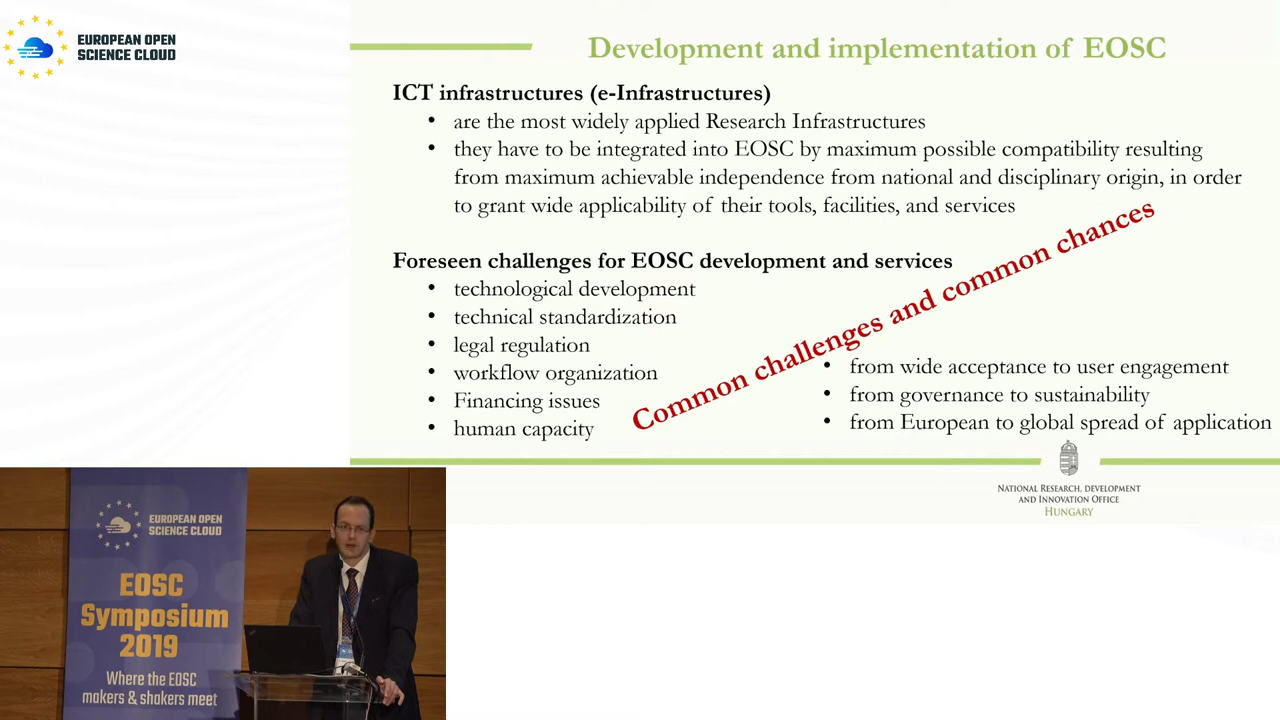 EUROPEAN OPEN
SCIENCE CLOUD
Development and implementation of EOSC
ICT infrastructures (e-Infrastructures)
• are the most widely applied Research Infrastructures
• they have to be integrated into EOSC by maximum possible compatibility resulting
from maximum achievable independence from national and disciplinary origin, in order
to grant wide applicability of their tools, facilities, and services
Foreseen challenges for EOSC development and services
• technological development
• technical standardization
• legal regulation
• workflow organization
• Financing issues
• human capacity
Common challenges and common chances
• from wide acceptance to user engagement
• from governance to sustainability
• from European to global spread of application
NATIONAL RESEARCH, DEVELOPMENT
AND INNOVATION OFFICE
HUNGARY
EUROPEAN OPEN
SCIENCE CLOUD
EOSC
Symposium
2019
Where the EOSC
makers & shakers meet